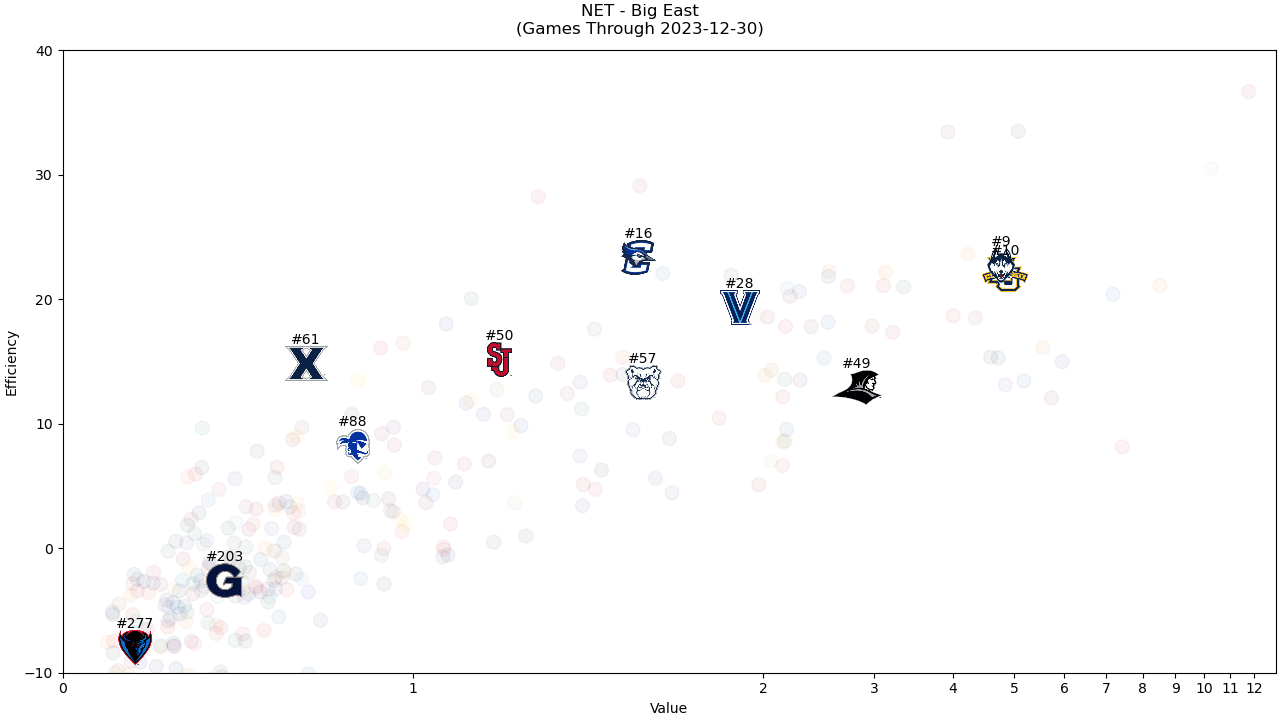 NET - Big East
(Games Through 2023-12-30)
40
30
20
10
0
−10
Efficiency
#9
#10
#16
#28
#61
#50
#57
#49
#88
#203
#277
X
SJ
V
G
0 1 2 3 4 5 6 7 8 9 10 11 12
Value